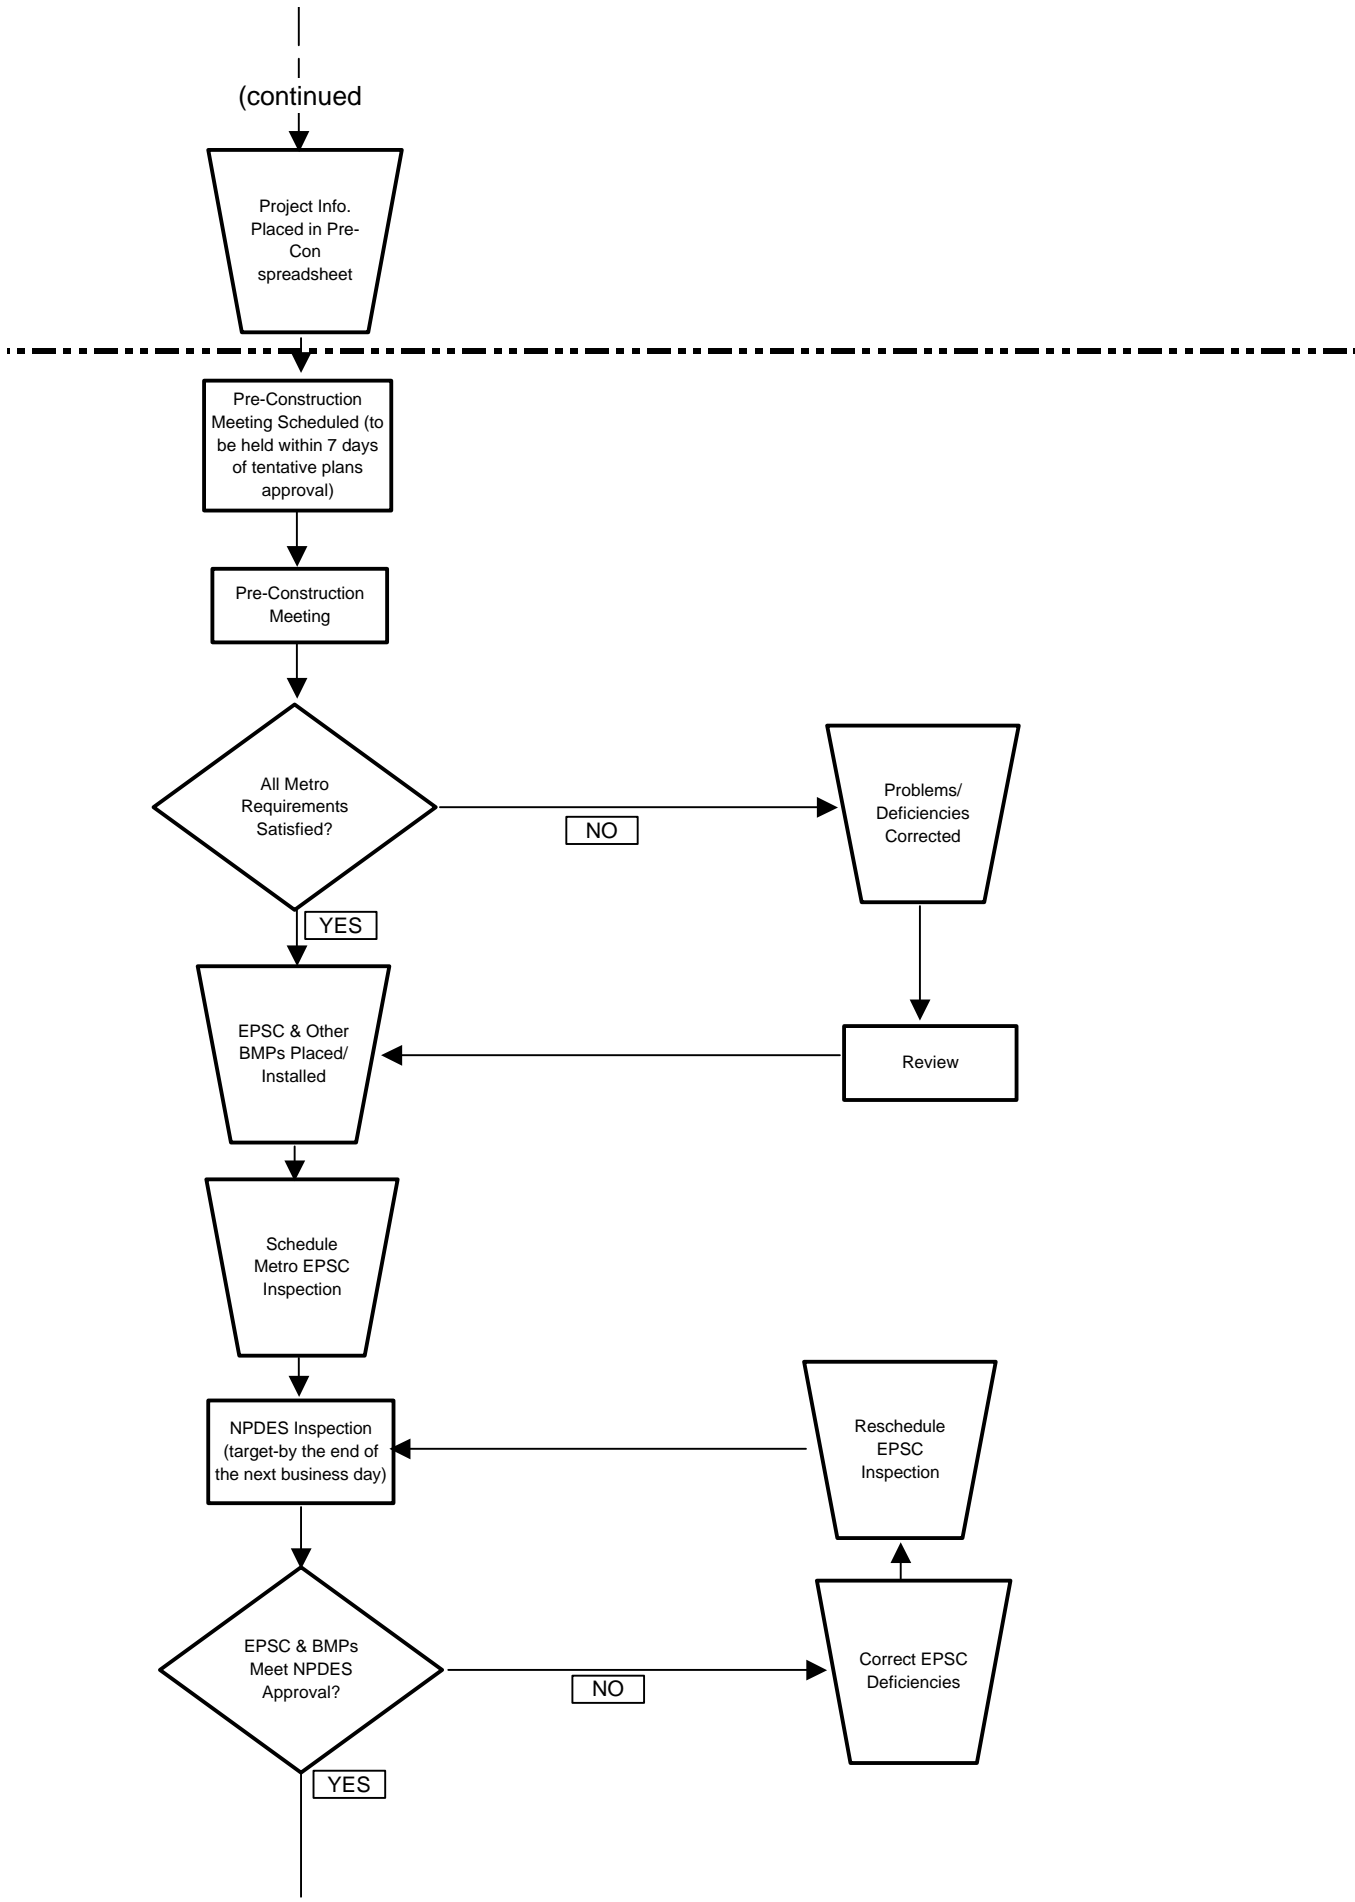 (continued
Project Info.
Placed in Pre-
Con
spreadsheet
Pre-Construction
Meeting Scheduled (to
be held within 7 days
of tentative plans
approval)
Pre-Construction
Meeting
All Metro
Requirements
Satisfied?
NO
Problems/
Deficiencies
Corrected
YES
EPSC & Other
BMPs Placed/
Installed
Review
Schedule
Metro EPSC
Inspection
NPDES Inspection
(target-by the end of
the next business day)
Reschedule
EPSC
Inspection
EPSC & BMPs
Meet NPDES
Approval?
NO
Correct EPSC
Deficiencies
YES